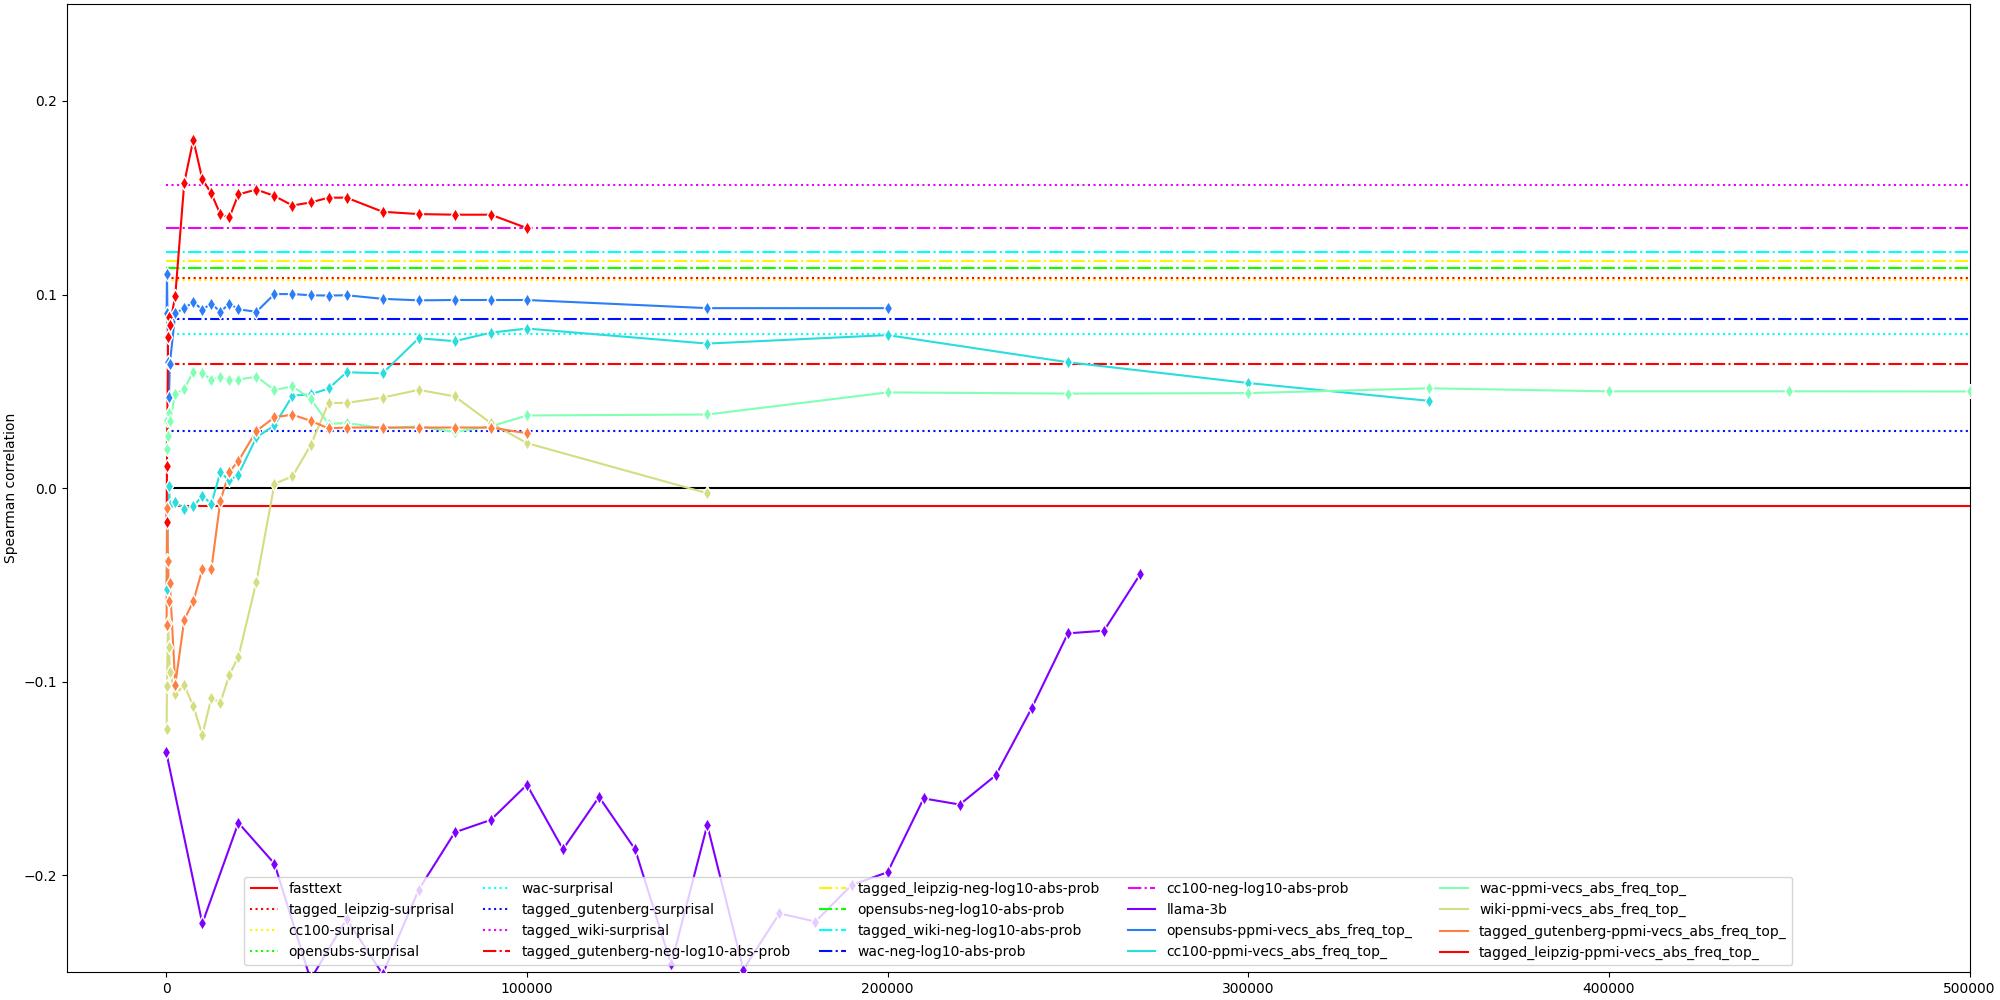 0.2
0.1
0.0
−0.1
−0.2
Spearman correlation
fasttext
tagged_leipzig-surprisal
cc100-surprisal
opensubs-surprisal
wac-surprisal
tagged_gutenberg-surprisal
tagged_wiki-surprisal
tagged_gutenberg-neg-log10-abs-prob
tagged_leipzig-neg-log10-abs-prob
opensubs-neg-log10-abs-prob
tagged_wiki-neg-log10-abs-prob
wac-neg-log10-abs-prob
cc100-neg-log10-abs-prob
llama-3b
opensubs-ppmi-vecs_abs_freq_top_
cc100-ppmi-vecs_abs_freq_top_
wac-ppmi-vecs_abs_freq_top_
wiki-ppmi-vecs_abs_freq_top_
tagged_gutenberg-ppmi-vecs_abs_freq_top_
tagged_leipzig-ppmi-vecs_abs_freq_top_
0
100000
200000
300000
400000
500000